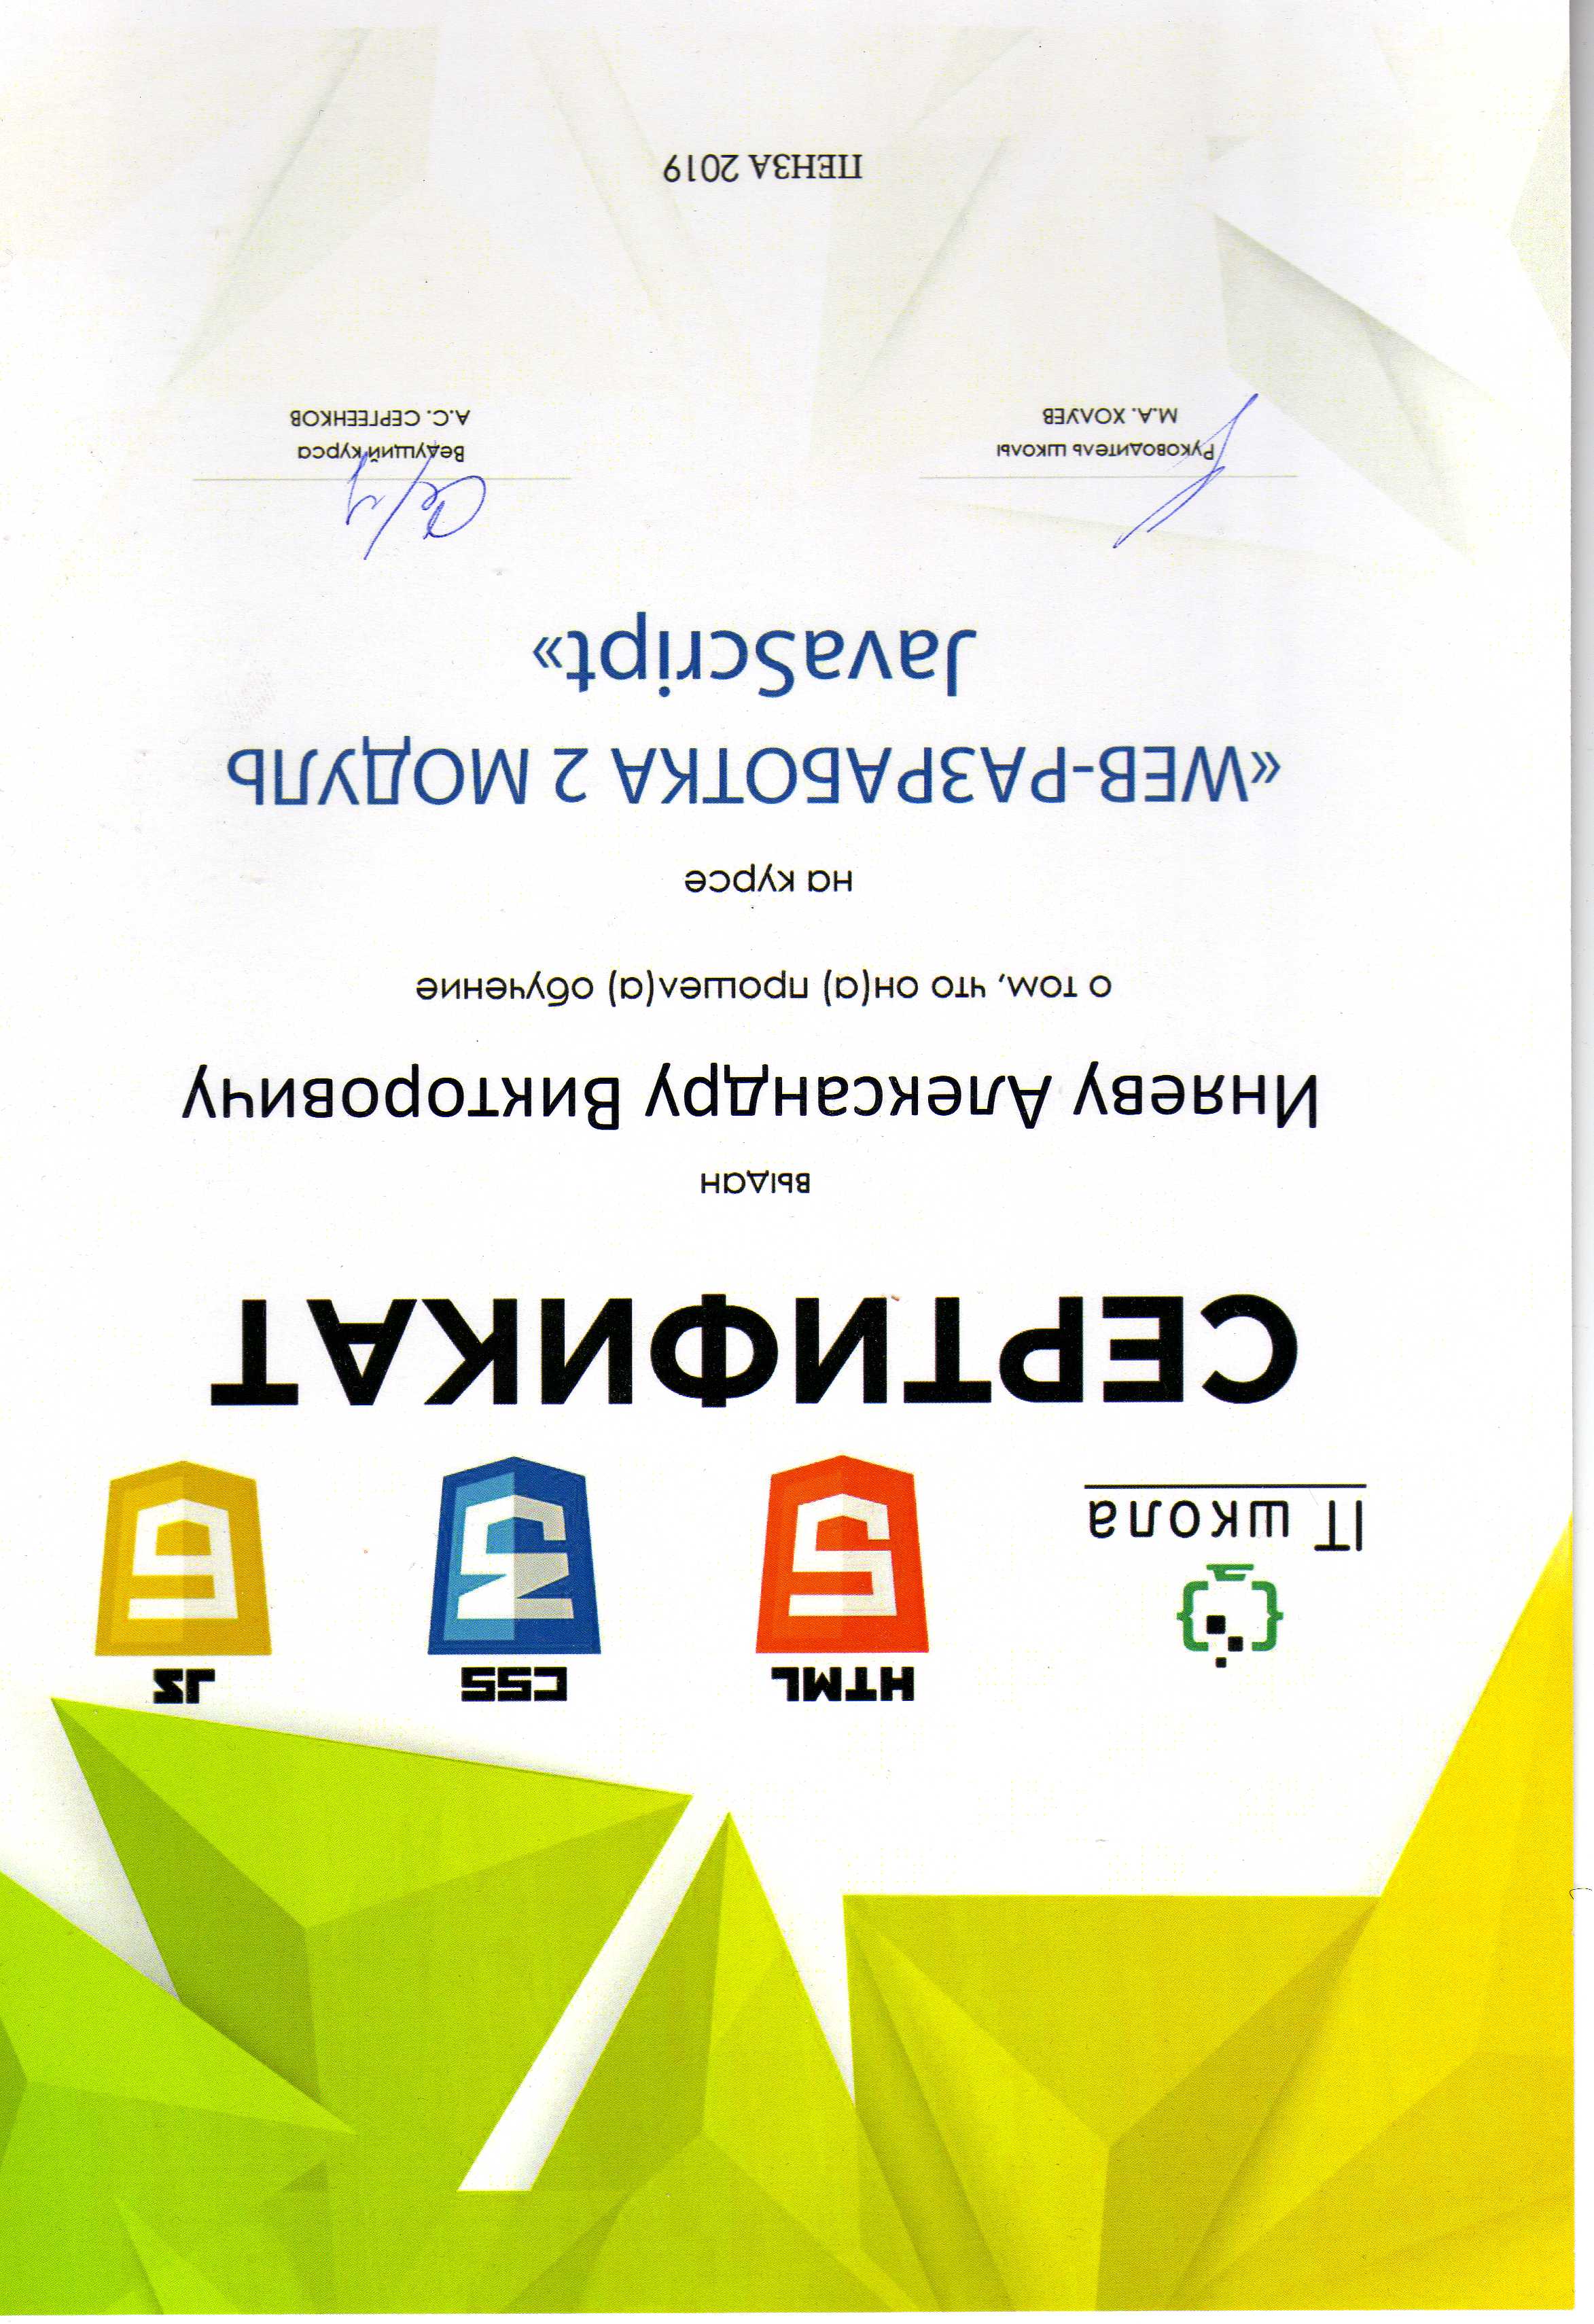 HTML
CSS
JS
5
3
6
IT школа
СЕРТИФИКАТ
выдан
Иняеву Александру Викторовичу
о том, что он(а) прошел(а) обучение
на курсе
«WEB-РАЗРАБОТКА 2 МОДУЛЬ
JavaScript»
Руководитель школы
М.А. ХОЛУЕВ
Ведущий курса
А.С. СЕРГЕЕНКОВ
ПЕНЗА 2019